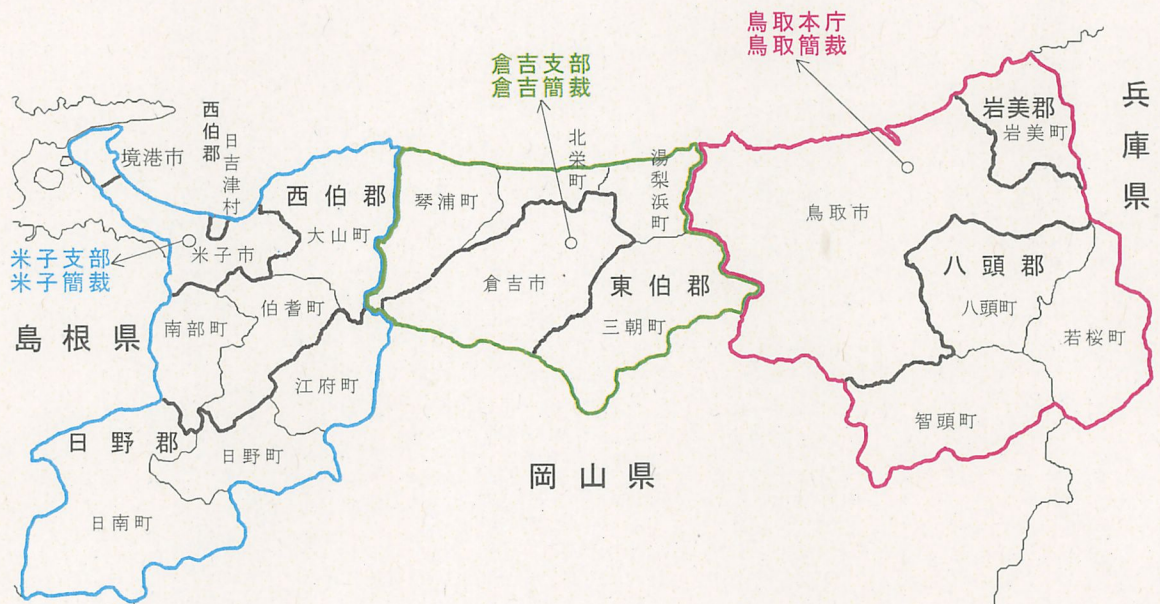 鳥取本庁
鳥取簡裁
倉吉支部
倉吉簡裁
米子支部
米子簡裁
兵庫県
島根県
岡山県
岩美郡
岩美町
鳥取市
八頭郡
八頭町
若桜町
智頭町
北栄町
湯梨浜町
琴浦町
倉吉市
東伯郡
三朝町
西伯郡
日吉津村
境港市
西伯郡
大山町
米子市
伯耆町
南部町
江府町
日野郡
日野町
日南町